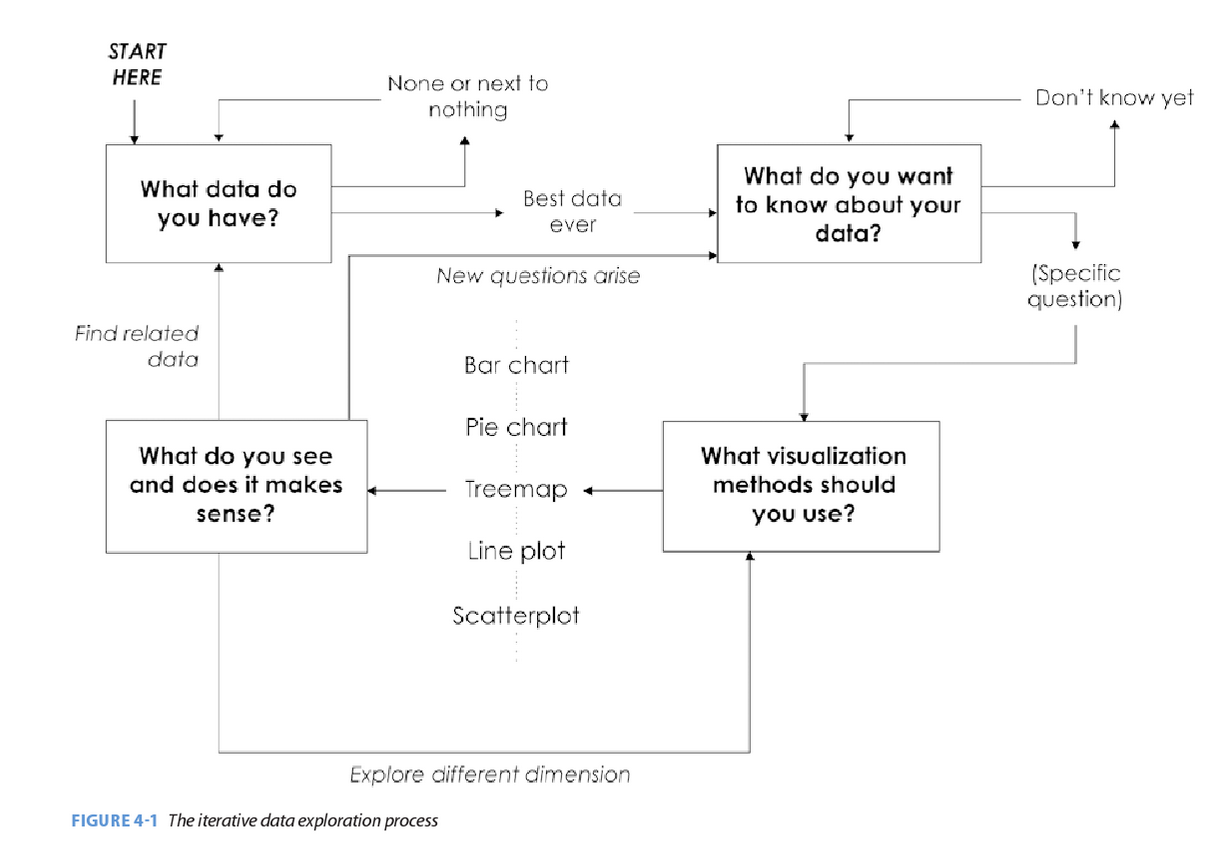 START
HERE
None or next to
nothing
Don't know yet
What data do
you have?
Best data
ever
What do you want
to know about your
data?
New questions arise
(Specific
question)
Find related
data
Bar chart
Pie chart
Treemap
Line plot
Scatterplot
What do you see
and does it makes
sense?
What visualization
methods should
you use?
Explore different dimension
FIGURE 4-1 The iterative data exploration process